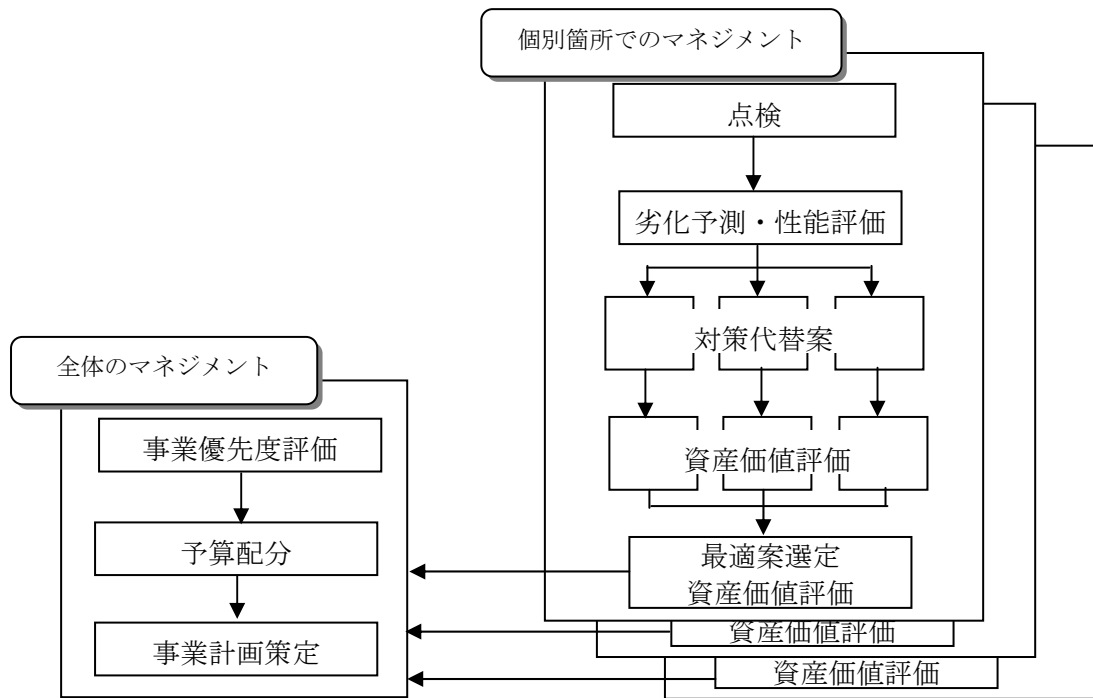 個別箇所でのマネジメント
点検
劣化予測・性能評価
対策代替案
資産価値評価
最適案選定
資産価値評価
資産価値評価
資産価値評価
全体のマネジメント
事業優先度評価
予算配分
事業計画策定